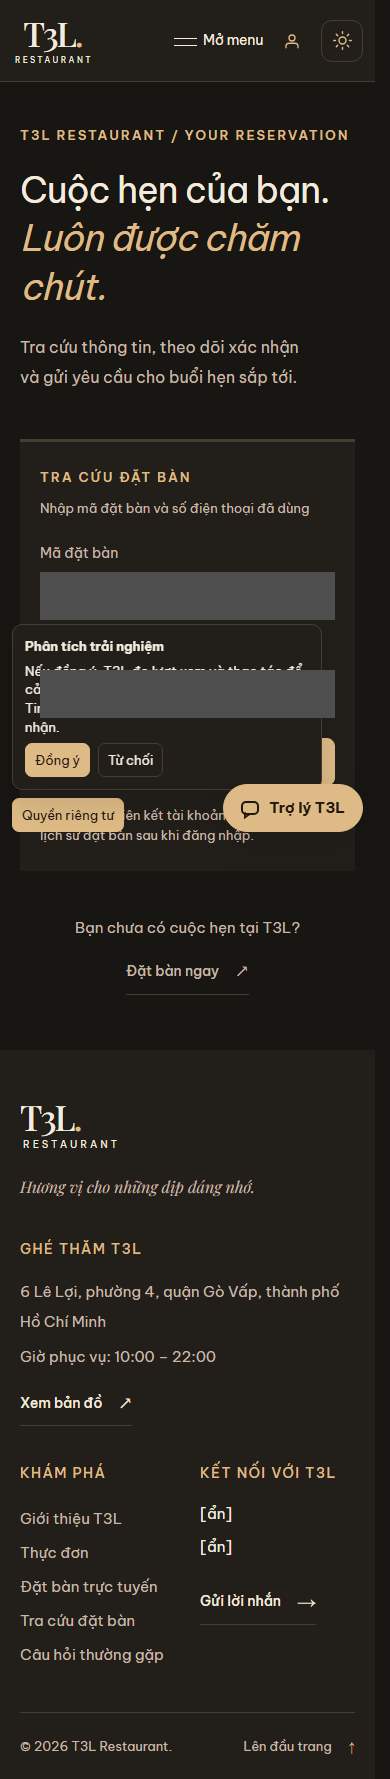 T3L.
RESTAURANT
Mở menu
T3L RESTAURANT / YOUR RESERVATION
Cuộc hẹn của bạn.
Luôn được chăm
chút.
Tra cứu thông tin, theo dõi xác nhận
và gửi yêu cầu cho buổi hẹn sắp tới.
TRA CỨU ĐẶT BÀN
Nhập mã đặt bàn và số điện thoại đã dùng
Mã đặt bàn
Phân tích trải nghiệm
nhận.
Đồng ý
Từ chối
Quyền riêng tư
Trợ lý T3L
kết tài khoản
lịch sử đặt bàn sau khi đăng nhập.
Bạn chưa có cuộc hẹn tại T3L?
Đặt bàn ngay ↗
T3L.
RESTAURANT
Hương vị cho những dịp đáng nhớ.
GHÉ THĂM T3L
6 Lê Lợi, phường 4, quận Gò Vấp, thành phố
Hồ Chí Minh
Giờ phục vụ: 10:00 – 22:00
Xem bản đồ ↗
KHÁM PHÁ
Giới thiệu T3L
Thực đơn
Đặt bàn trực tuyến
Tra cứu đặt bàn
Câu hỏi thường gặp
KẾT NỐI VỚI T3L
[ẩn]
[ẩn]
Gửi lời nhắn →
© 2026 T3L Restaurant.
Lên đầu trang ↑